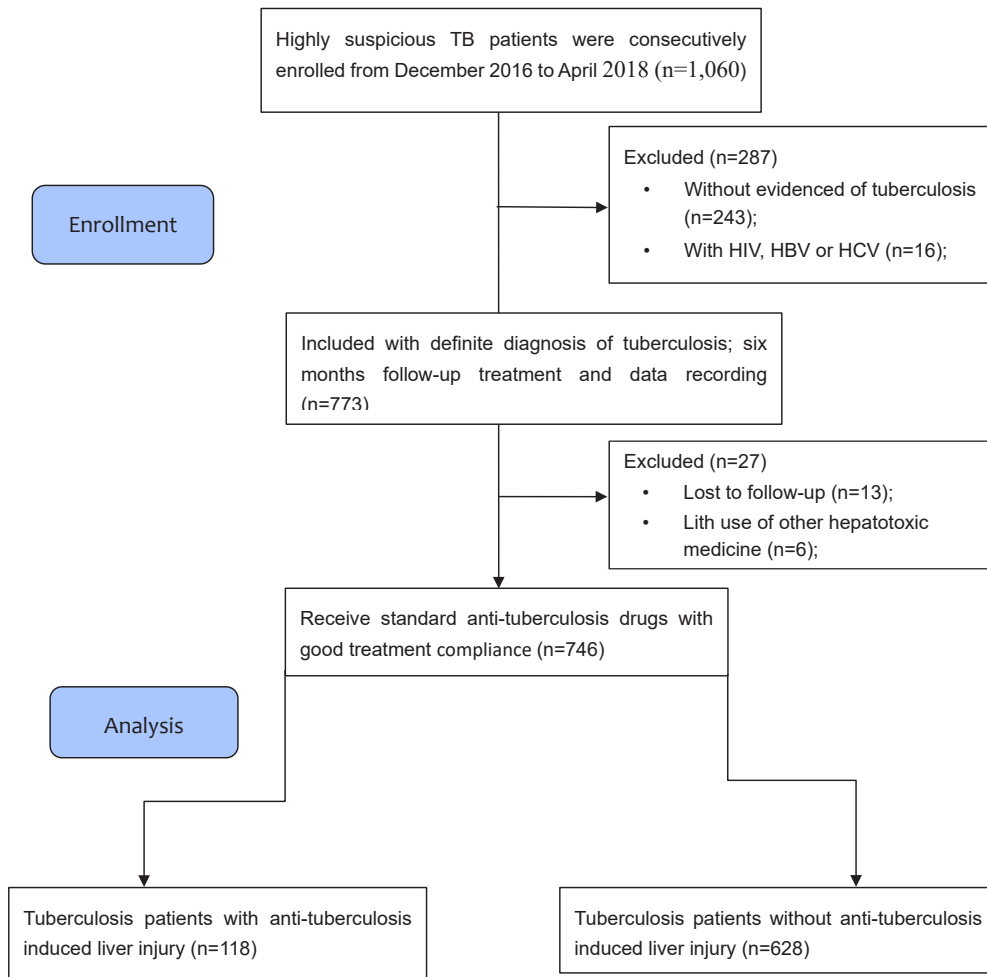 Highly suspicious TB patients were consecutively
enrolled from December 2016 to April 2018 (n=1,060)
Excluded (n=287)
• Without evidenced of tuberculosis
(n=243);
• With HIV, HBV or HCV (n=16);
Enrollment
Included with definite diagnosis of tuberculosis; six
months follow-up treatment and data recording
(n=773)
Excluded (n=27)
• Lost to follow-up (n=13);
• Lith use of other hepatotoxic
medicine (n=6);
Receive standard anti-tuberculosis drugs with
good treatment compliance (n=746)
Analysis
Tuberculosis patients with anti-tuberculosis
induced liver injury (n=118)
Tuberculosis patients without anti-tuberculosis
induced liver injury (n=628)